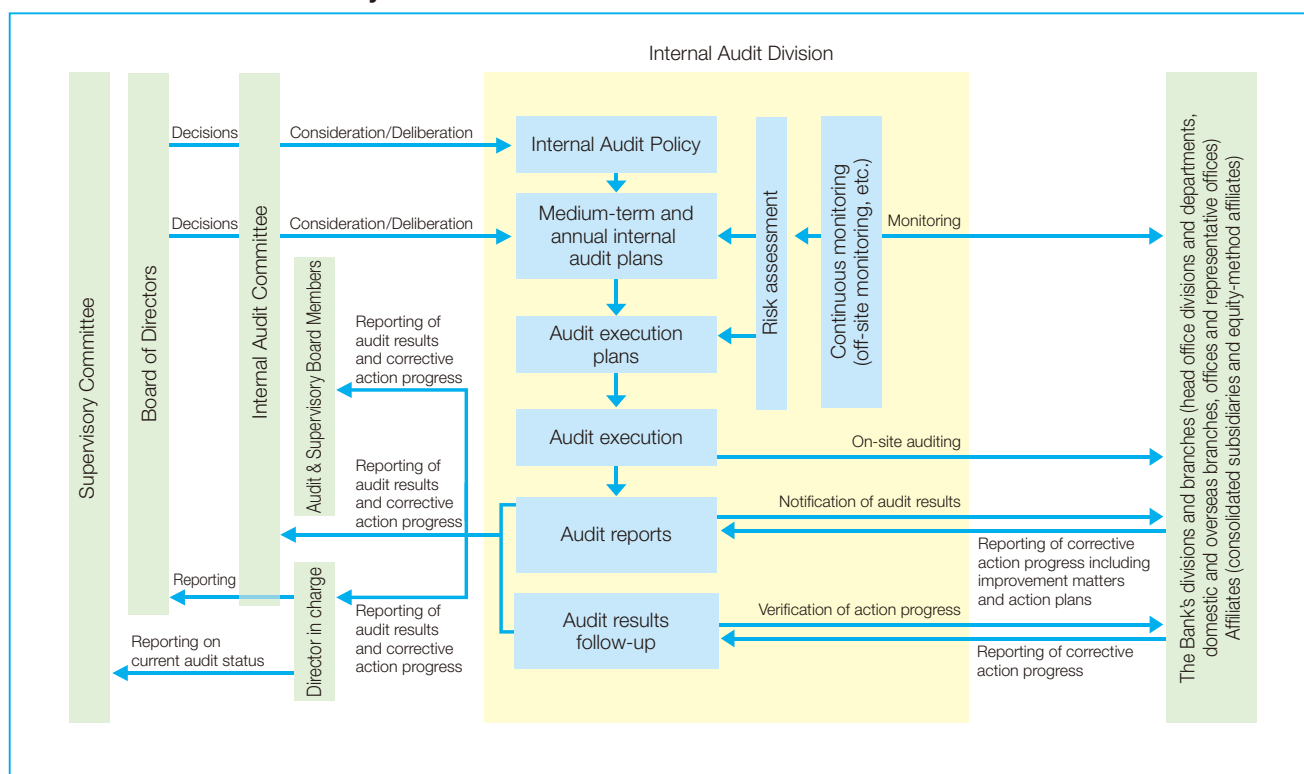 Internal Audit Division
Supervisory Committee
Board of Directors
Internal Audit Committee
Audit & Supervisory Board Members
Director in charge
Decisions
Consideration/Deliberation
Internal Audit Policy
Decisions
Consideration/Deliberation
Medium-term and
annual internal
audit plans
Risk assessment
Continuous monitoring
(off-site monitoring, etc.)
Monitoring
Reporting of
audit results
and corrective
action progress
Audit execution
plans
Audit execution
On-site auditing
Reporting of
audit results
and corrective
action progress
Audit reports
Notification of audit results
Reporting of corrective
action progress including
improvement matters
and action plans
Reporting
Reporting of
audit results
and corrective
action progress
Audit results
follow-up
Verification of action progress
Reporting of corrective
action progress
Reporting on
current audit status
The Bank's divisions and branches (head office divisions and departments,
domestic and overseas branches, offices and representative offices)
Affiliates (consolidated subsidiaries and equity-method affiliates)